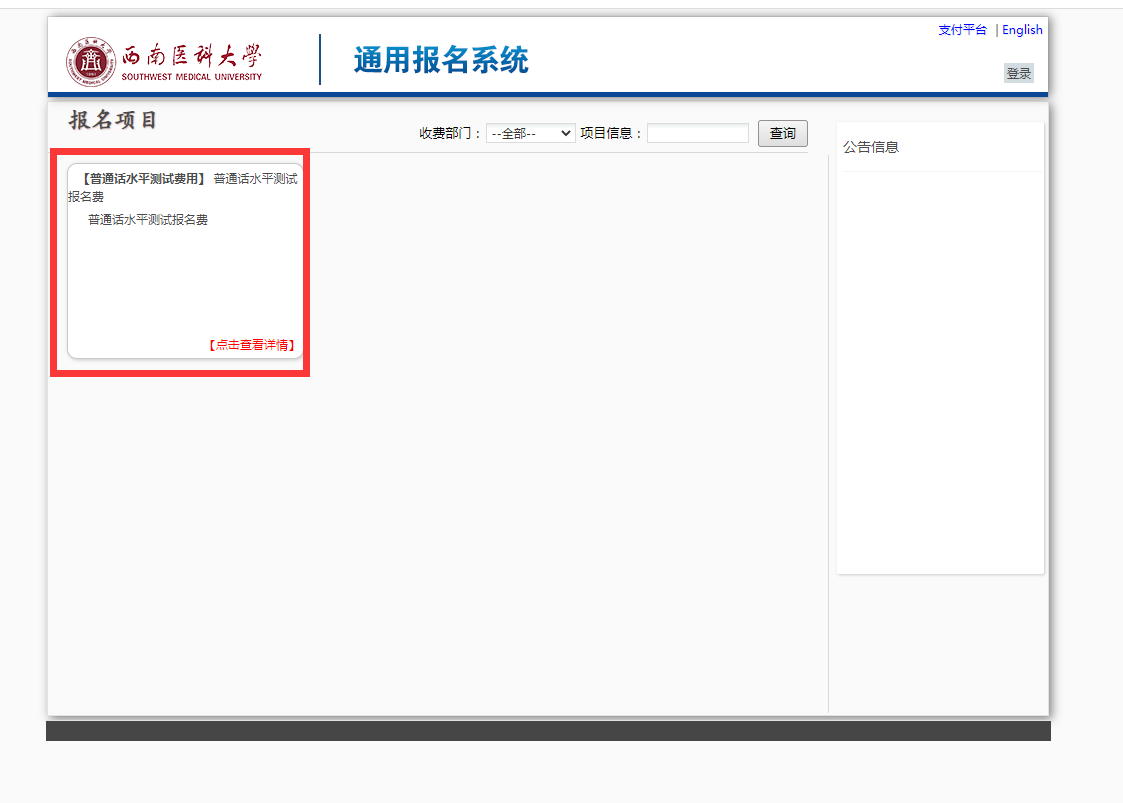 支付平台 | English
西南医科大学
SOUTHWEST MEDICAL UNIVERSITY
通用报名系统
登录
报名项目
收费部门： --全部-- 项目信息： 查询
公告信息
【普通话水平测试费用】 普通话水平测试
报名费
普通话水平测试报名费
【点击查看详情】